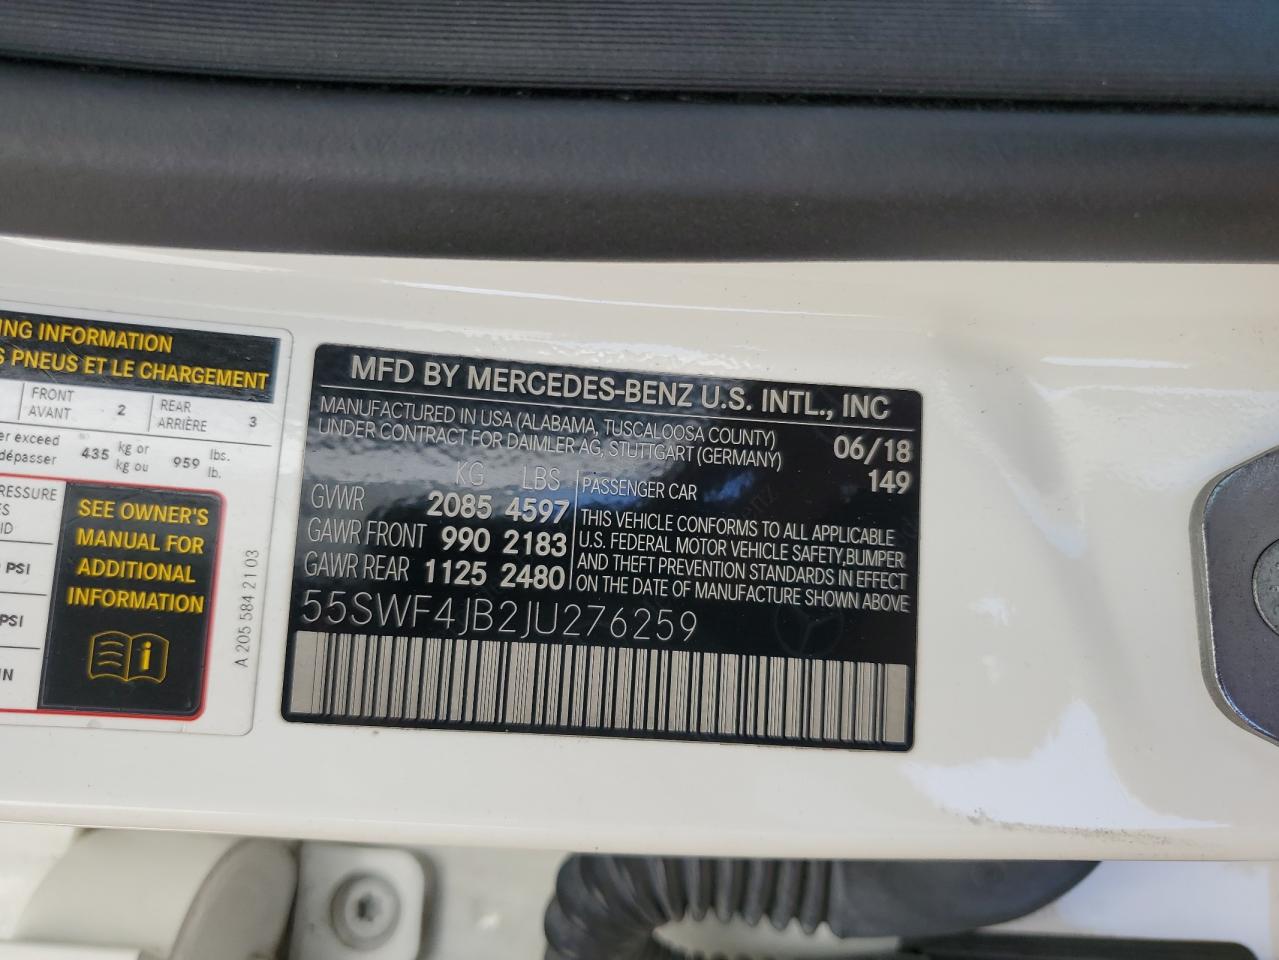 ING INFORMATION
S PNEUS ET LE CHARGEMENT
FRONT
AVANT 2
REAR
ARRIÈRE 3
er exceed
dépasser 435 kg or
kg ou 959 lbs.
lb.
RESSURE
ES
ID
PSI
PSI
IN
SEE OWNER'S
MANUAL FOR
ADDITIONAL
INFORMATION
i
A 205 584 21 03
MFD BY MERCEDES-BENZ U.S. INTL., INC
MANUFACTURED IN USA (ALABAMA, TUSCALOOSA COUNTY)
UNDER CONTRACT FOR DAIMLER AG, STUTTGART (GERMANY)
06/18
149
KG LBS
GVWR 2085 4597
GAWR FRONT 990 2183
GAWR REAR 1125 2480
PASSENGER CAR
THIS VEHICLE CONFORMS TO ALL APPLICABLE
U.S. FEDERAL MOTOR VEHICLE SAFETY,BUMPER
AND THEFT PREVENTION STANDARDS IN EFFECT
ON THE DATE OF MANUFACTURE SHOWN ABOVE
55SWF4JB2JU276259